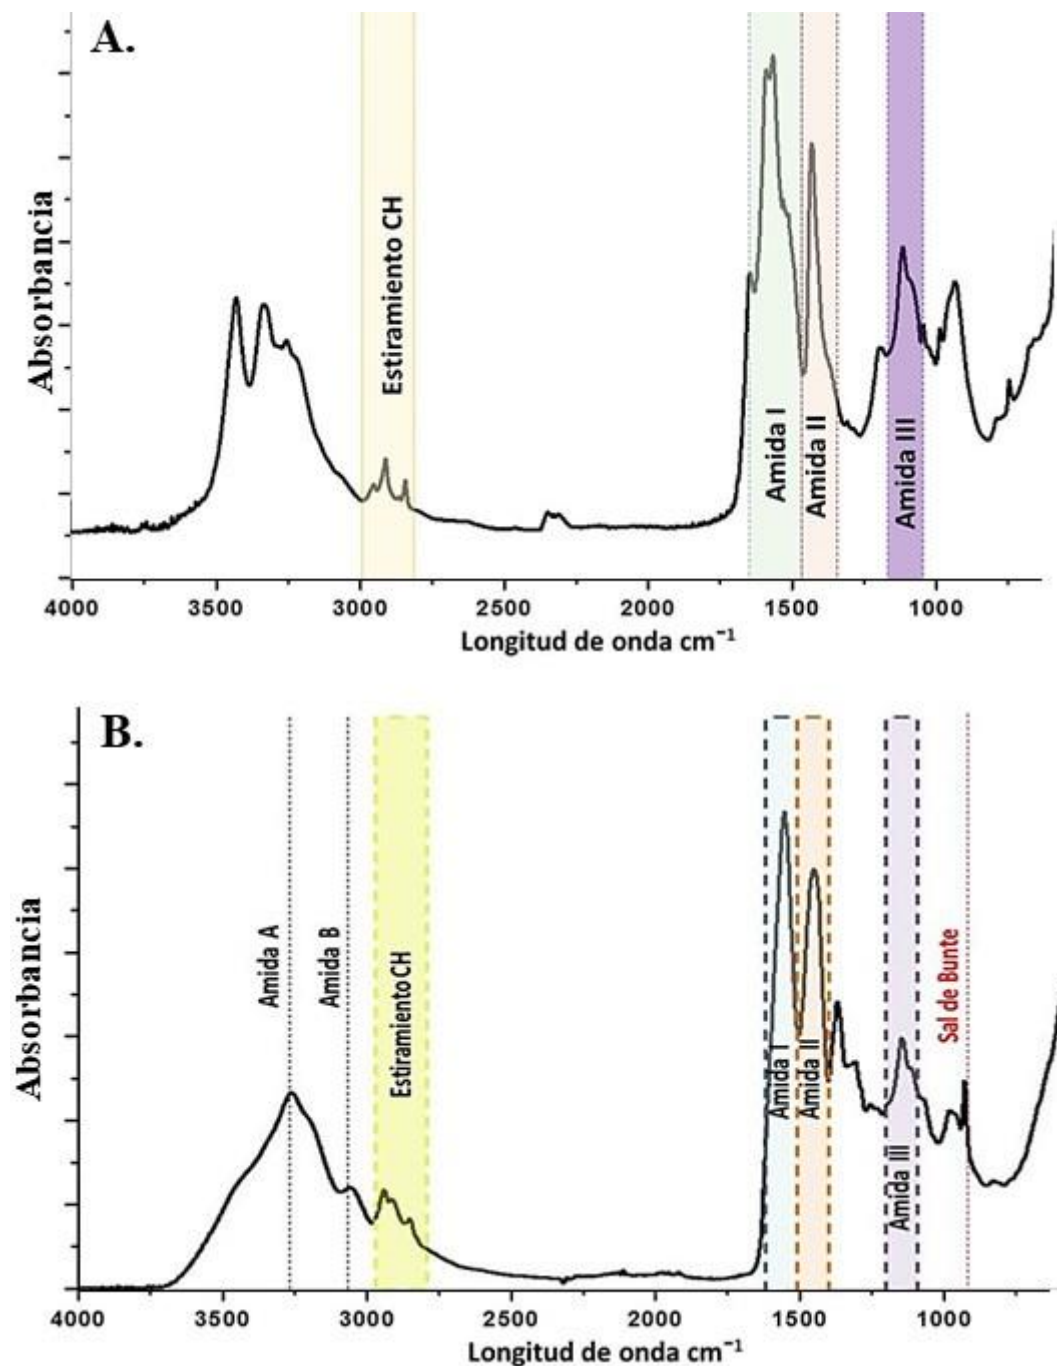 A.
Absorbancia
Estiramiento CH
Amida I
Amida II
Amida III
4000 3500 3000 2500 2000 1500 1000
Longitud de onda cm⁻¹
B.
Absorbancia
Amida A
Amida B
Estiramiento CH
Amida I
Amida II
Amida III
Sal de Bunte
4000 3500 3000 2500 2000 1500 1000
Longitud de onda cm⁻¹